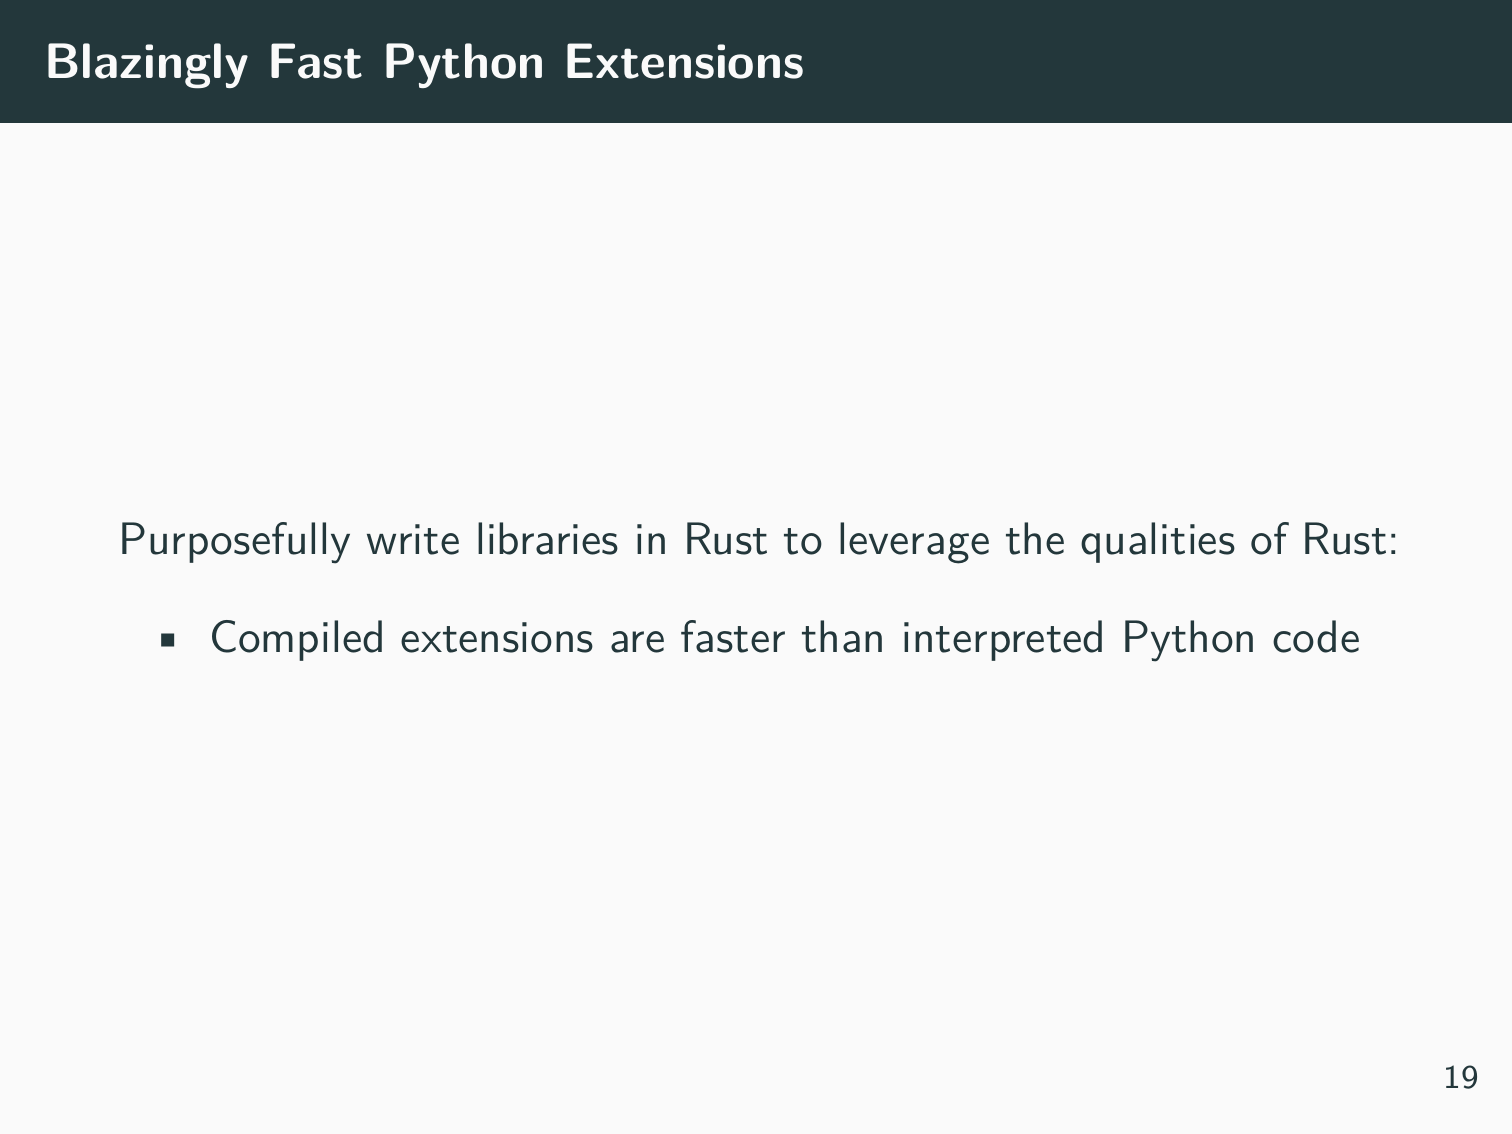 Blazingly Fast Python Extensions
Purposefully write libraries in Rust to leverage the qualities of Rust:
▪ Compiled extensions are faster than interpreted Python code
19